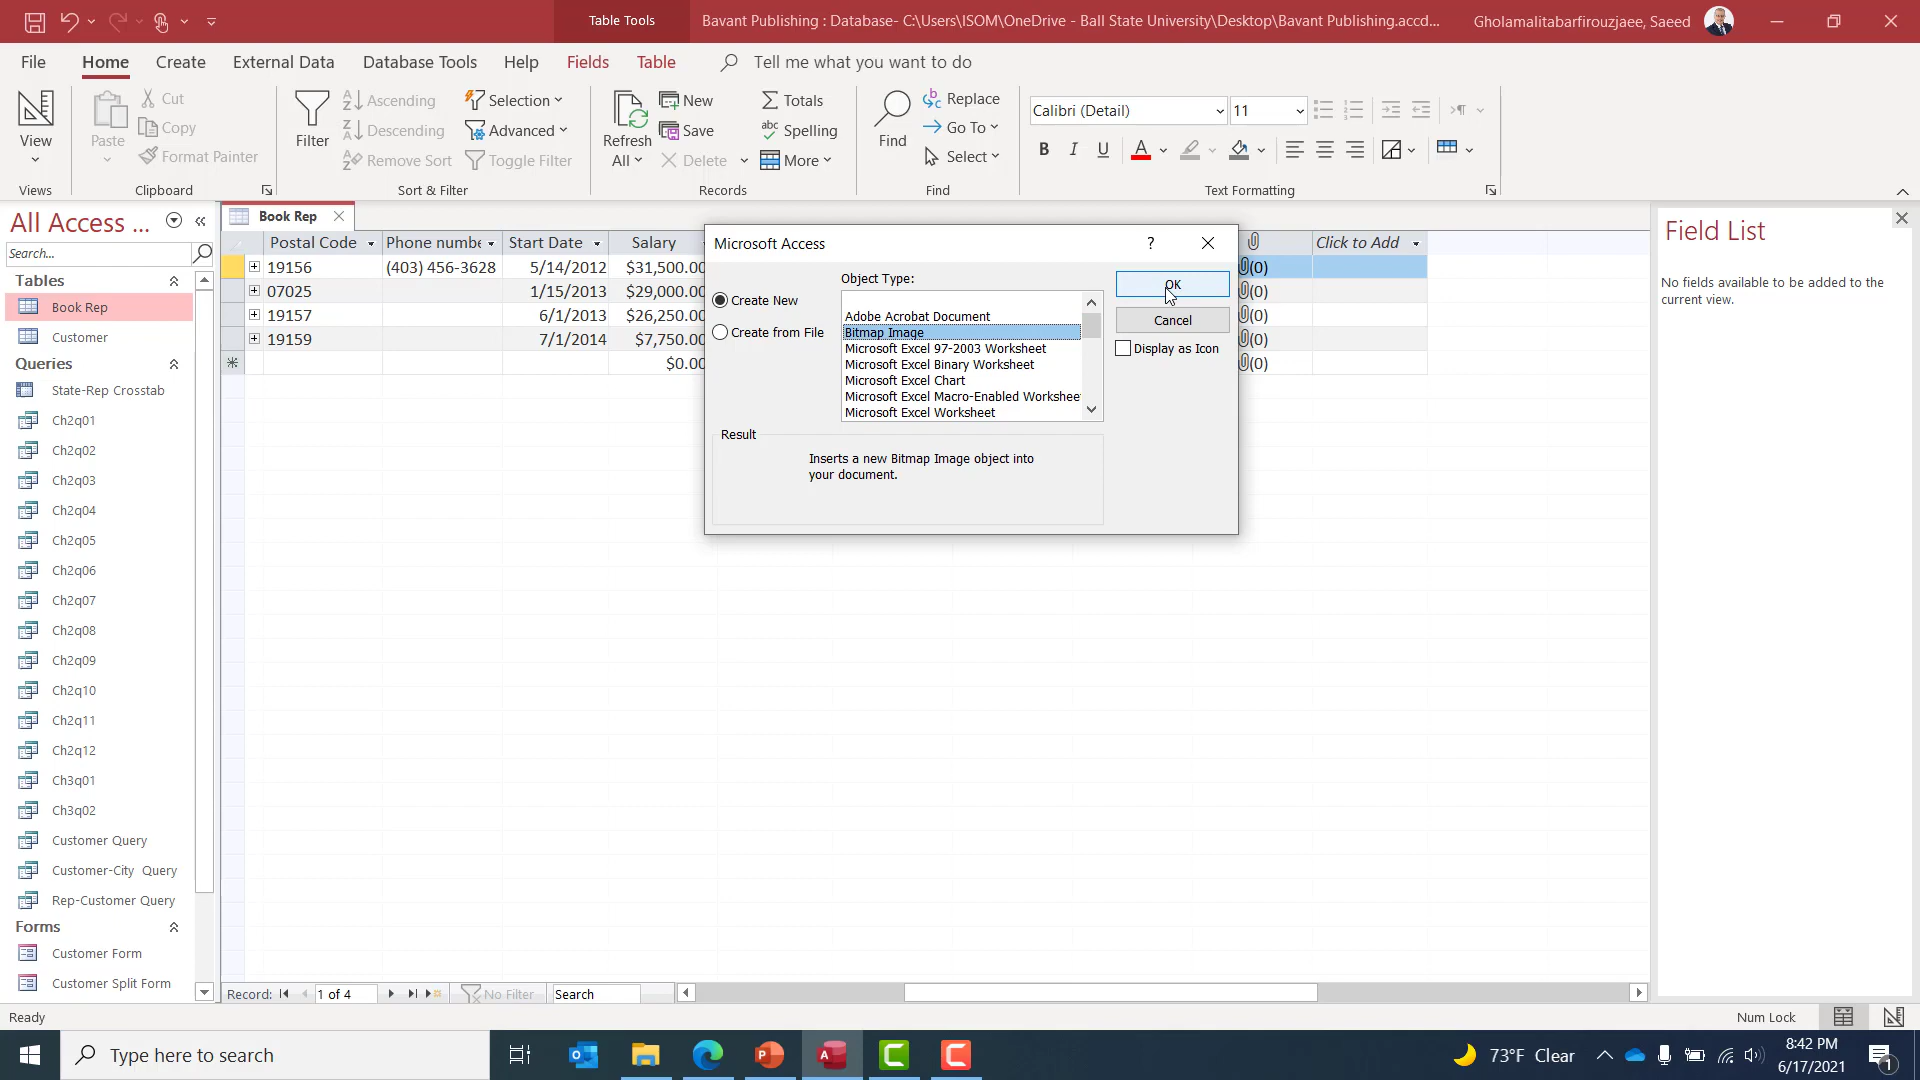 Table Tools
Bavant Publishing : Database- C:\Users\ISOM\OneDrive - Ball State University\Desktop\Bavant Publishing.accd...
Gholamalitabarfirouzjaee, Saeed
File Home Create External Data Database Tools Help Fields Table Tell me what you want to do
View
Views
Paste
Cut
Copy
Format Painter
Clipboard
Filter
Ascending
Descending
Remove Sort
Selection
Advanced
Toggle Filter
Sort & Filter
Refresh
All
New
Save
Delete
Totals
Spelling
More
Records
Find
Replace
Go To
Select
Find
Calibri (Detail) 11
B I U A
Text Formatting
All Access ...
Search...
Tables
Book Rep
Customer
Queries
State-Rep Crosstab
Ch2q01
Ch2q02
Ch2q03
Ch2q04
Ch2q05
Ch2q06
Ch2q07
Ch2q08
Ch2q09
Ch2q10
Ch2q11
Ch2q12
Ch3q01
Ch3q02
Customer Query
Customer-City Query
Rep-Customer Query
Forms
Customer Form
Customer Split Form
Book Rep
Postal Code Phone numbe Start Date Salary Click to Add
19156 (403) 456-3628 5/14/2012 $31,500.00 (0)
07025 1/15/2013 $29,000.00 (0)
19157 6/1/2013 $26,250.00 (0)
19159 7/1/2014 $7,750.00 (0)
$0.00 (0)
Microsoft Access ?
Create New
Create from File
Object Type:
Adobe Acrobat Document
Bitmap Image
Microsoft Excel 97-2003 Worksheet
Microsoft Excel Binary Worksheet
Microsoft Excel Chart
Microsoft Excel Macro-Enabled Workshee
Microsoft Excel Worksheet
OK
Cancel
Display as Icon
Result
Inserts a new Bitmap Image object into
your document.
Field List
No fields available to be added to the
current view.
Record: 1 of 4 No Filter Search
Ready
Num Lock
Type here to search
73°F Clear
8:42 PM
6/17/2021
1